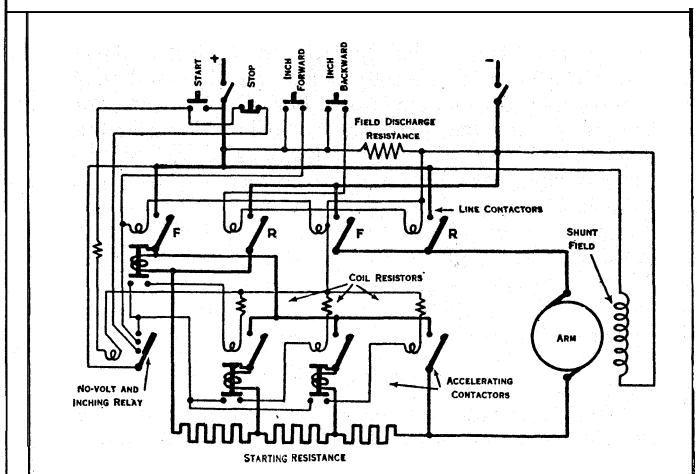 +
-
START
STOP
INCH
FORWARD
INCH
BACKWARD
FIELD DISCHARGE
RESISTANCE
LINE CONTACTORS
F
R
F
R
SHUNT
FIELD
COIL RESISTORS
ARM
NO-VOLT AND
INCHING RELAY
ACCELERATING
CONTACTORS
STARTING RESISTANCE